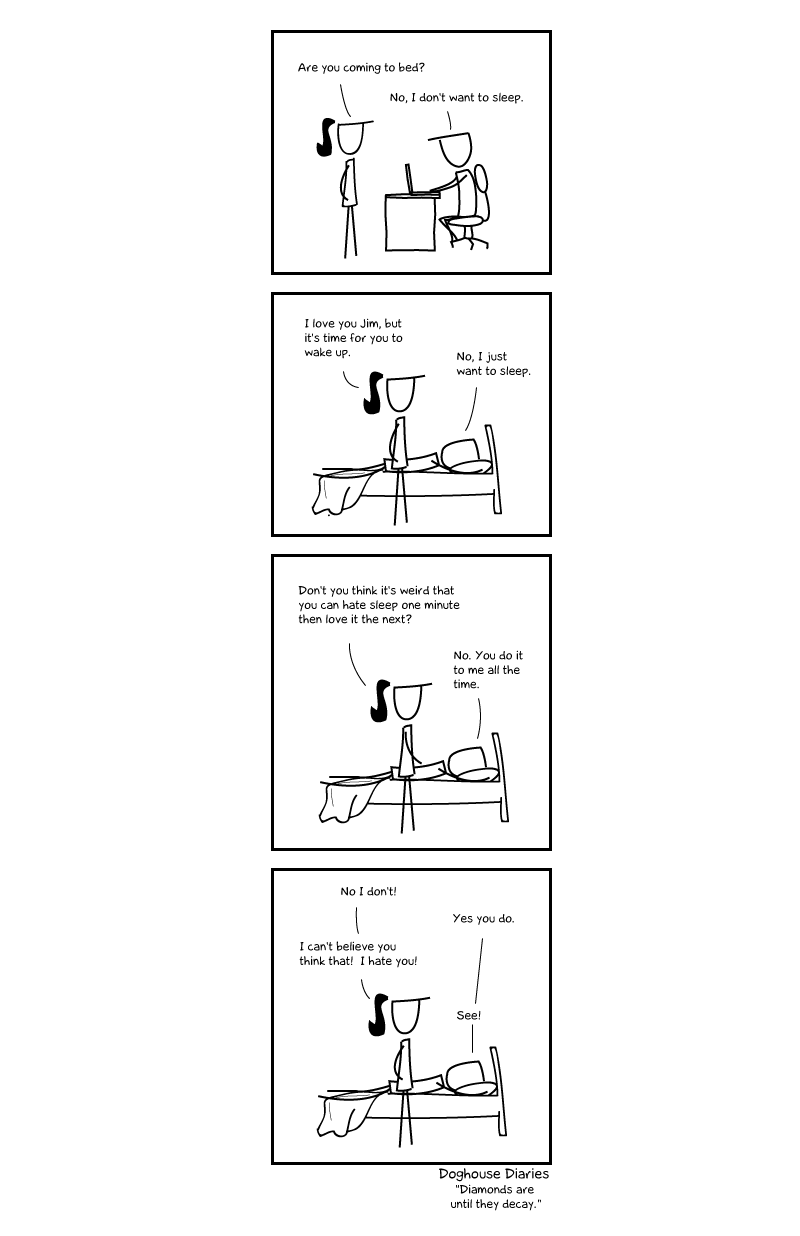 Are you coming to bed?
No, I don't want to sleep.
I love you Jim, but
it's time for you to
wake up.
No, I just
want to sleep.
Don't you think it's weird that
you can hate sleep one minute
then love it the next?
No. You do it
to me all the
time.
No I don't!
Yes you do.
I can't believe you
think that! I hate you!
See!
Doghouse Diaries
"Diamonds are
until they decay."